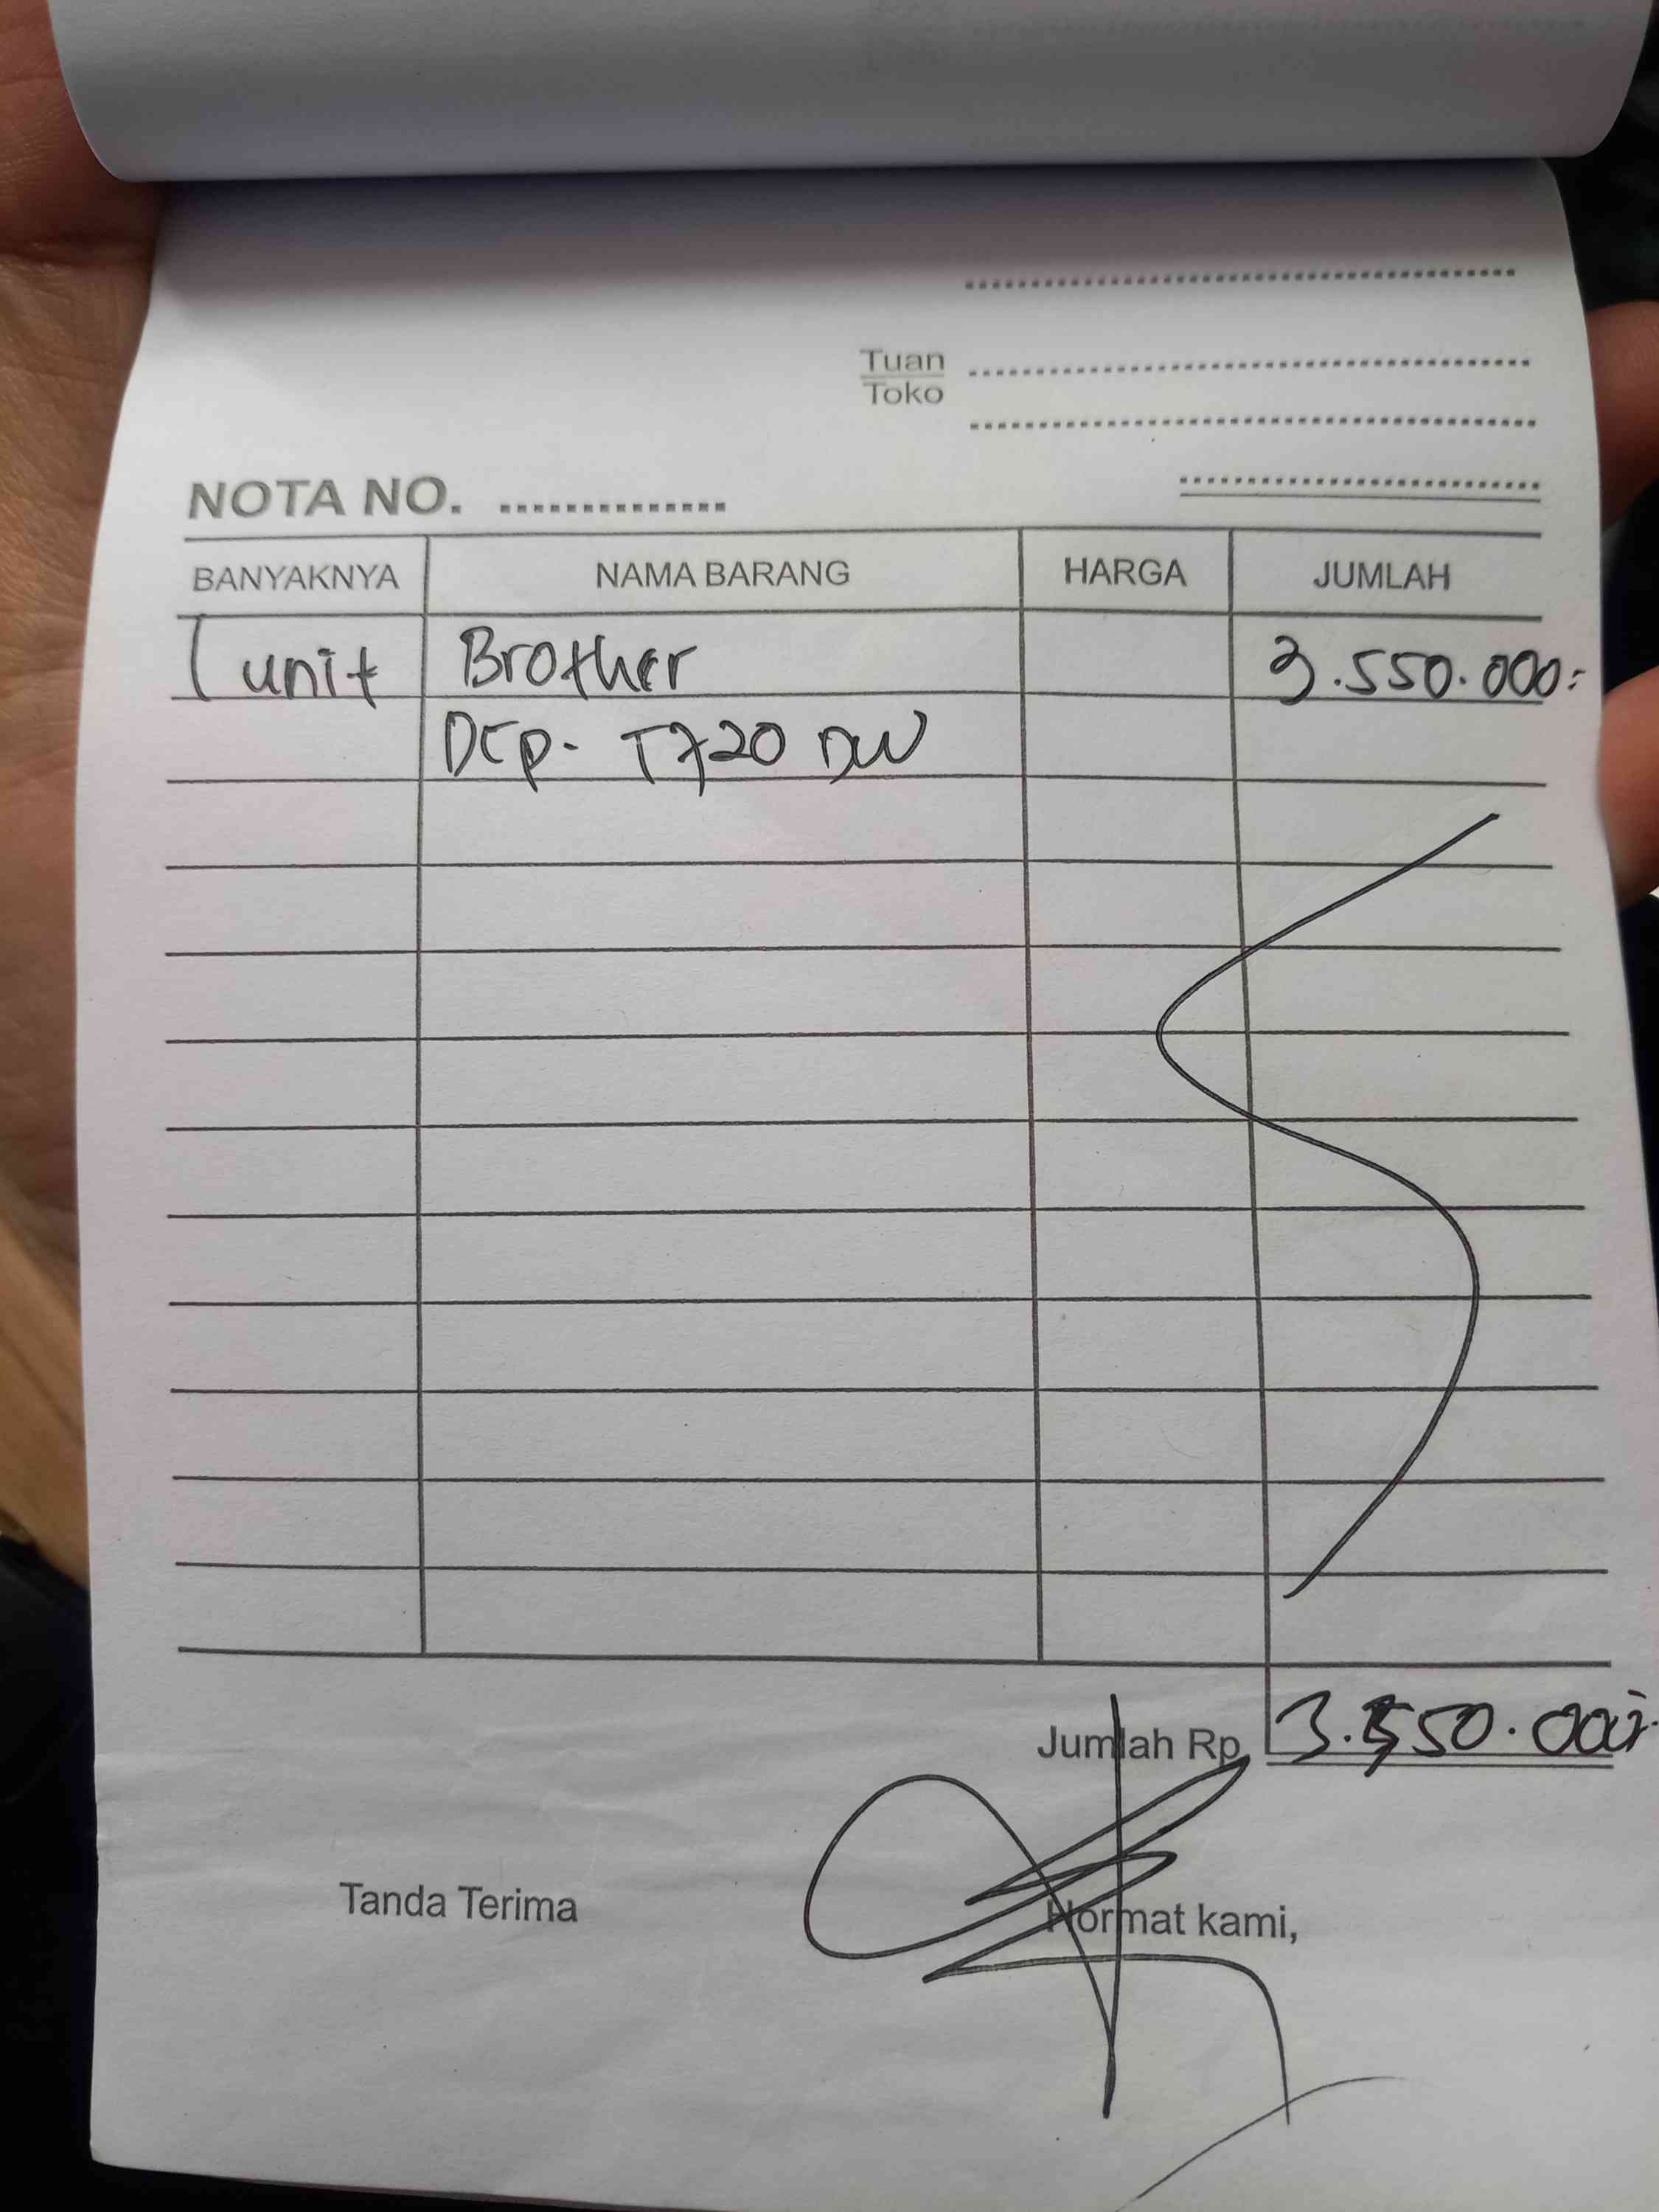 Tuan
Toko
NOTA NO. ..............
BANYAKNYA NAMA BARANG HARGA JUMLAH
1 unit Brother 3.550.000:
DCp- T720 DW
Jumlah Rp 3.550.000,-
Tanda Terima Hormat kami,